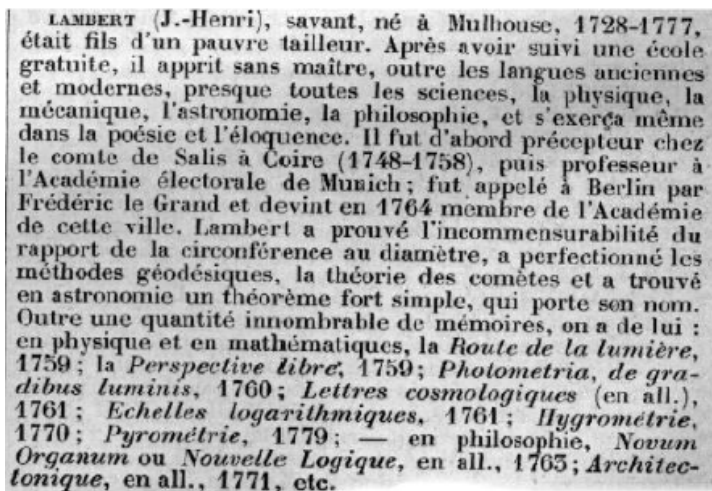 LAMBERT (J.-Henri), savant, né à Mulhouse, 1728-1777,
était fils d'un pauvre tailleur. Après avoir suivi une école
gratuite, il apprit sans maître, outre les langues anciennes
et modernes, presque toutes les sciences, la physique, la
mécanique, l'astronomie, la philosophie, et s'exerça même
dans la poésie et l'éloquence. Il fut d'abord précepteur chez
le comte de Salis à Coire (1748-1758), puis professeur à
l'Académie électorale de Munich; fut appelé à Berlin par
Frédéric le Grand et devint en 1764 membre de l'Académie
de cette ville. Lambert a prouvé l'incommensurabilité du
rapport de la circonférence au diamètre, a perfectionné les
méthodes géodésiques, la théorie des comètes et a trouvé
en astronomie un théorème fort simple, qui porte son nom.
Outre une quantité innombrable de mémoires, on a de lui :
en physique et en mathématiques, la Route de la lumière,
1759; la Perspective libre, 1759; Photometria, de gra-
dibus luminis, 1760; Lettres cosmologiques (en all.),
1761; Echelles logarithmiques, 1761; Hygrométrie,
1770; Pyrométrie, 1779; — en philosophie, Novum
Organum ou Nouvelle Logique, en all., 1763; Architec-
tonique, en all., 1771, etc.